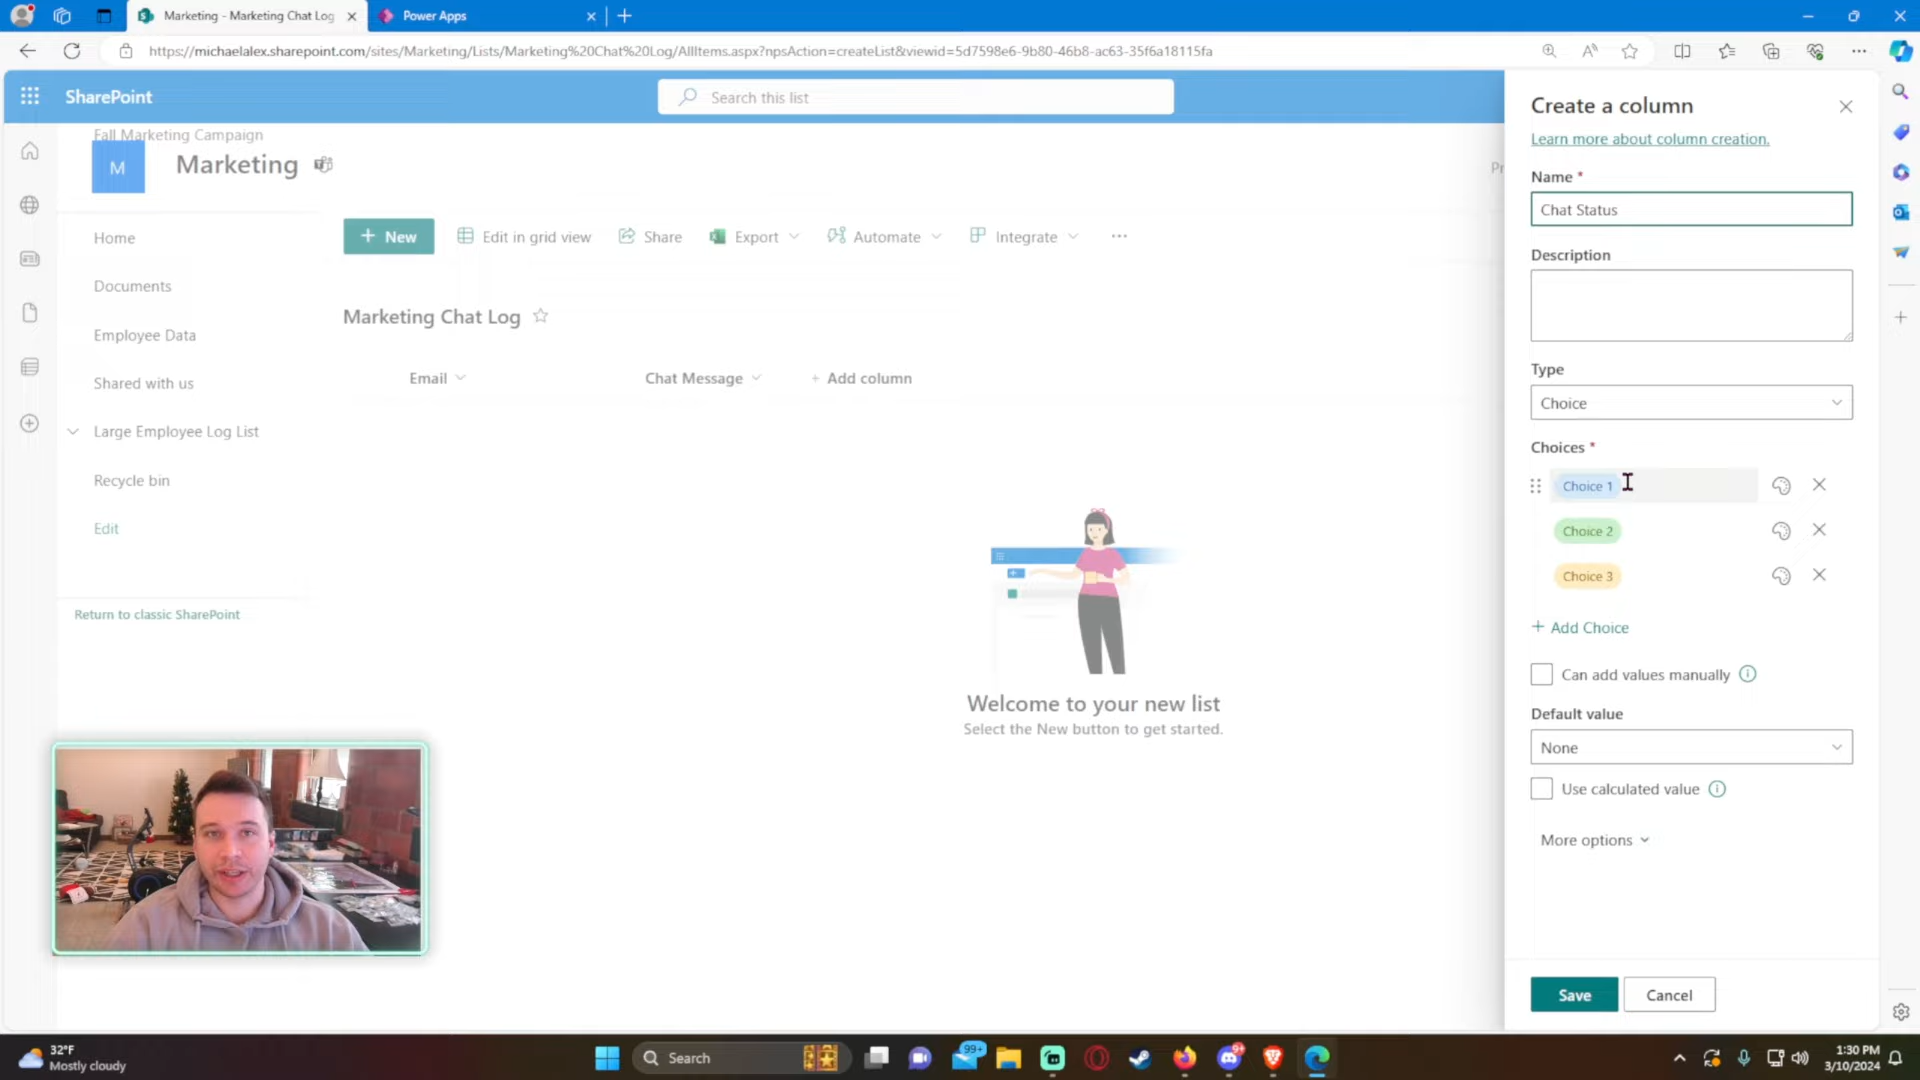 Marketing - Marketing Chat Log
Power Apps
https://michaelalex.sharepoint.com/sites/Marketing/Lists/Marketing%20Chat%20Log/AllItems.aspx?npsAction=createList&viewid=5d7598e6-9b80-46b8-ac63-35f6a18115fa
SharePoint
Search this list
Fall Marketing Campaign
M
Marketing
Pr
+ New
Edit in grid view
Share
Export
Automate
Integrate
Home
Documents
Employee Data
Shared with us
Large Employee Log List
Recycle bin
Edit
Return to classic SharePoint
Marketing Chat Log
Email
Chat Message
+ Add column
Welcome to your new list
Select the New button to get started.
Create a column
Learn more about column creation.
Name *
Chat Status
Description
Type
Choice
Choices *
Choice 1
Choice 2
Choice 3
+ Add Choice
Can add values manually
Default value
None
Use calculated value
More options
Save
Cancel
32°F
Mostly cloudy
Search
99+
9+
1:30 PM
3/10/2024